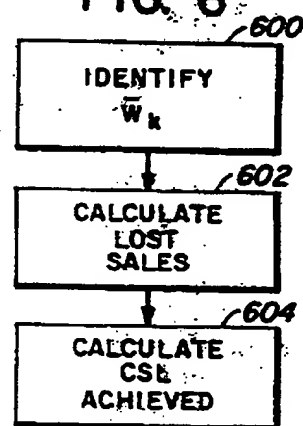 FIG. 6
600
IDENTIFY
W̅k
602
CALCULATE
LOST
SALES
604
CALCULATE
CSL
ACHIEVED